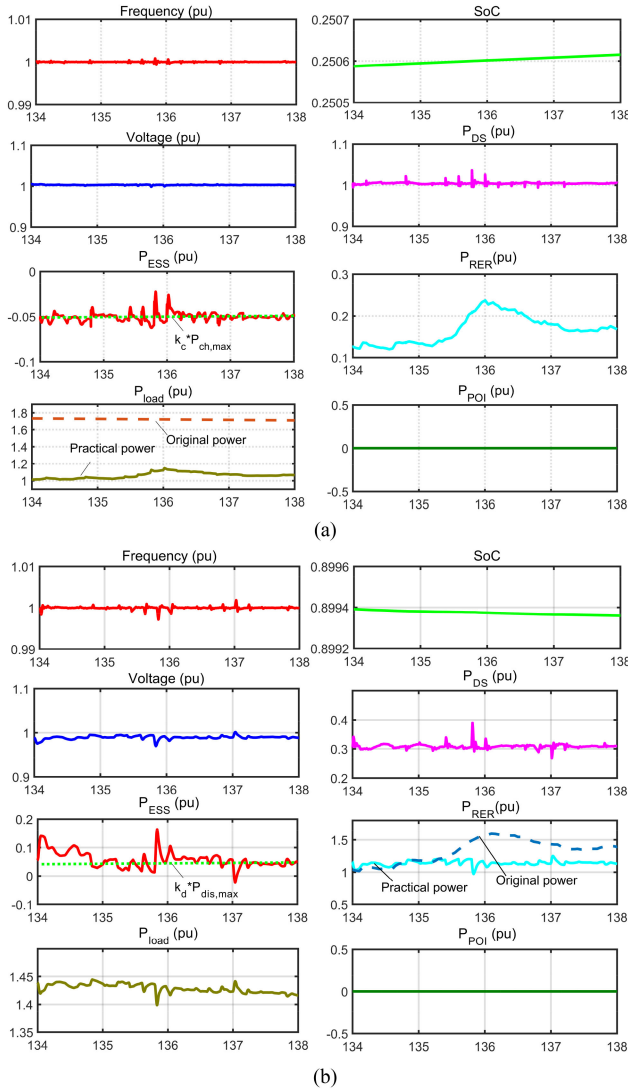 Frequency (pu)
1.01
1
0.99
134 135 136 137 138
SoC
0.2507
0.2506
0.2505
134 135 136 137 138
Voltage (pu)
1.1
1
0.9
134 135 136 137 138
P_DS (pu)
1.1
1
0.9
134 135 136 137 138
P_ESS (pu)
0
-0.05
-0.1
k_c*P_ch,max
134 135 136 137 138
P_RER(pu)
0.3
0.2
0.1
134 135 136 137 138
P_load (pu)
1.8
1.6
1.4
1.2
1
Original power
Practical power
134 135 136 137 138
P_POI (pu)
0.5
0
-0.5
134 135 136 137 138
(a)
Frequency (pu)
1.01
1
0.99
134 135 136 137 138
SoC
0.8996
0.8994
0.8992
134 135 136 137 138
Voltage (pu)
1.1
1
0.9
134 135 136 137 138
P_DS (pu)
0.4
0.3
0.2
134 135 136 137 138
P_ESS (pu)
0.2
0.1
0
-0.1
k_d*P_dis,max
134 135 136 137 138
P_RER (pu)
1.5
1
0.5
Practical power
Original power
134 135 136 137 138
P_load (pu)
1.45
1.4
1.35
134 135 136 137 138
P_POI (pu)
0.5
0
-0.5
134 135 136 137 138
(b)